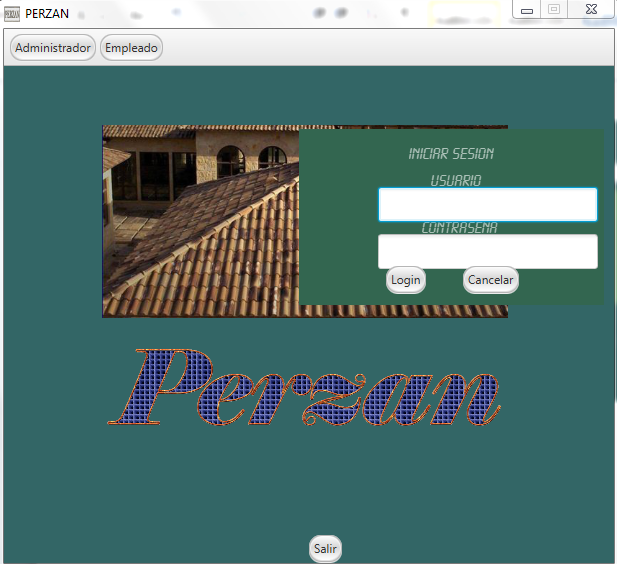 PERZAN
Administrador Empleado
INICIAR SESION
USUARIO
CONTRASENA
Login Cancelar
Perzan
Salir